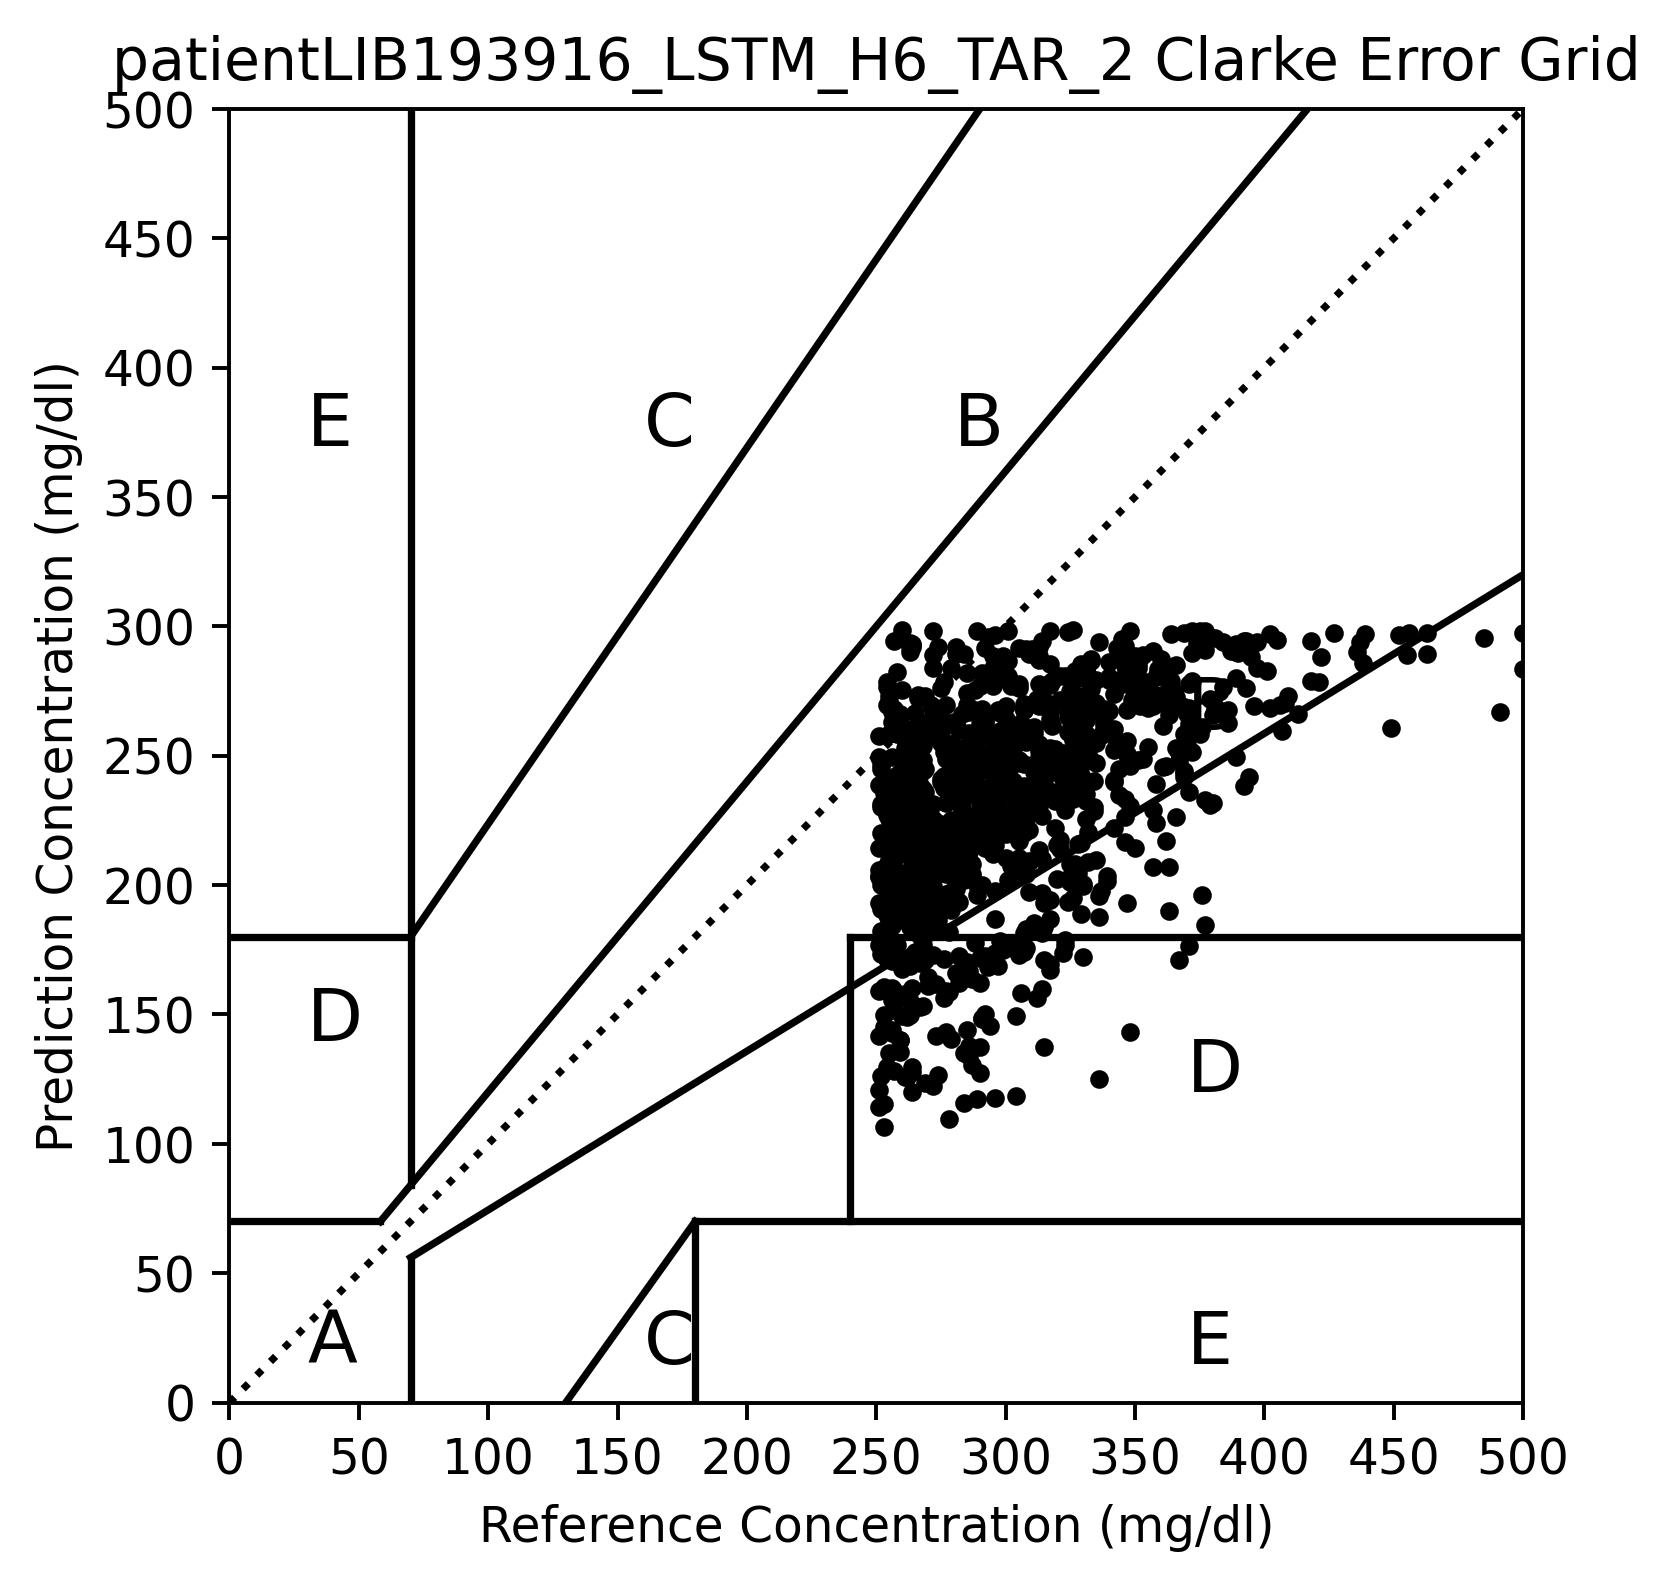 patientLIB193916_LSTM_H6_TAR_2 Clarke Error Grid
500
450
400
350
300
250
200
150
100
50
0
Prediction Concentration (mg/dl)
E
C
B
D
D
A
C
E
0 50 100 150 200 250 300 350 400 450 500
Reference Concentration (mg/dl)